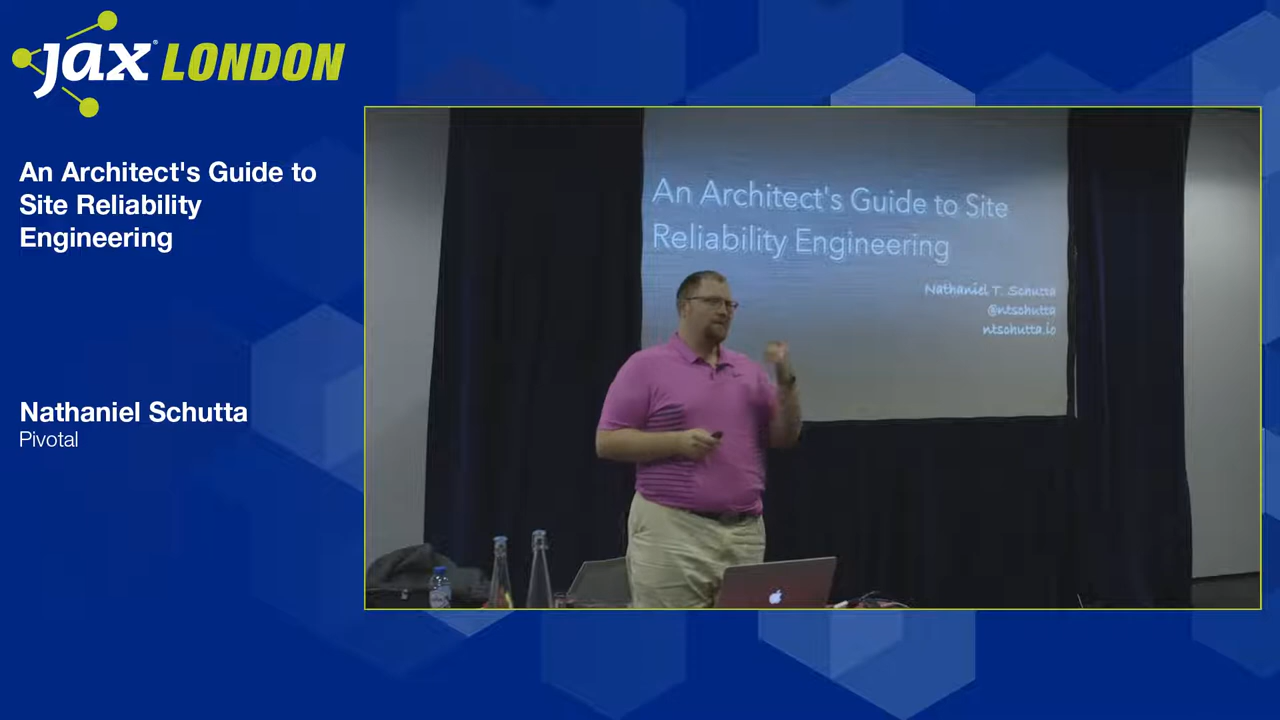 jax LONDON
An Architect's Guide to
Site Reliability
Engineering
Nathaniel Schutta
Pivotal
An Architect's Guide to Site
Reliability Engineering
Nathaniel T. Schutta
@ntschutta
ntschutta.io